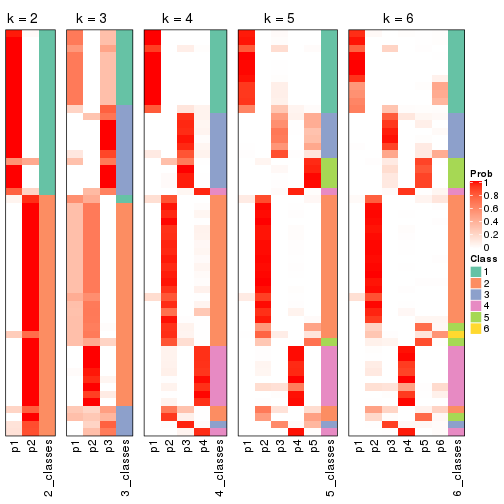 k = 2
k = 3
k = 4
k = 5
k = 6
Prob
1
0.8
0.6
0.4
0.2
0
Class
1
2
3
4
5
6
p1
p2
2_classes
p1
p2
p3
3_classes
p1
p2
p3
p4
4_classes
p1
p2
p3
p4
p5
5_classes
p1
p2
p3
p4
p5
p6
6_classes